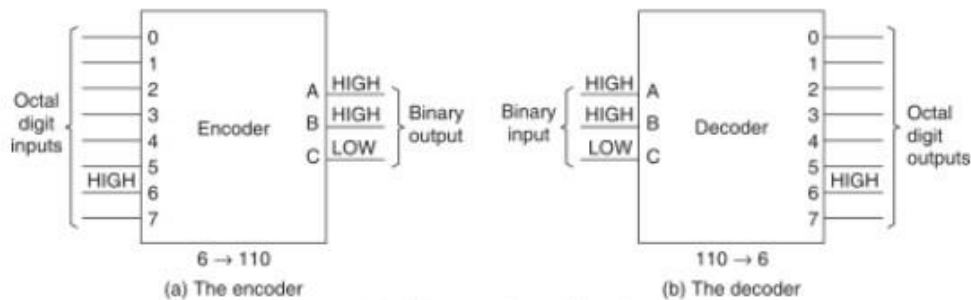 Octal
digit
inputs
0
1
2
3
4
5
HIGH
6
7
Encoder
A
HIGH
B
HIGH
C
LOW
Binary
output
6 → 110
(a) The encoder
Binary
input
HIGH
A
HIGH
B
LOW
C
Decoder
0
1
2
3
4
5
HIGH
6
7
Octal
digit
outputs
110 → 6
(b) The decoder